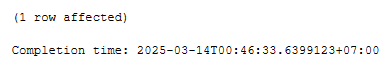 (1 row affected)
Completion time: 2025-03-14T00:46:33.6399123+07:00